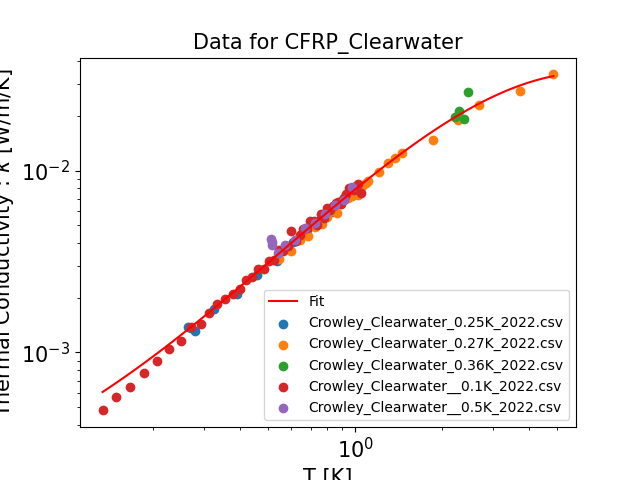 Data for CFRP_Clearwater
Thermal Conductivity : k [W/m/K]
10⁻²
10⁻³
10⁰
T [K]
Fit
Crowley_Clearwater_0.25K_2022.csv
Crowley_Clearwater_0.27K_2022.csv
Crowley_Clearwater_0.36K_2022.csv
Crowley_Clearwater__0.1K_2022.csv
Crowley_Clearwater__0.5K_2022.csv